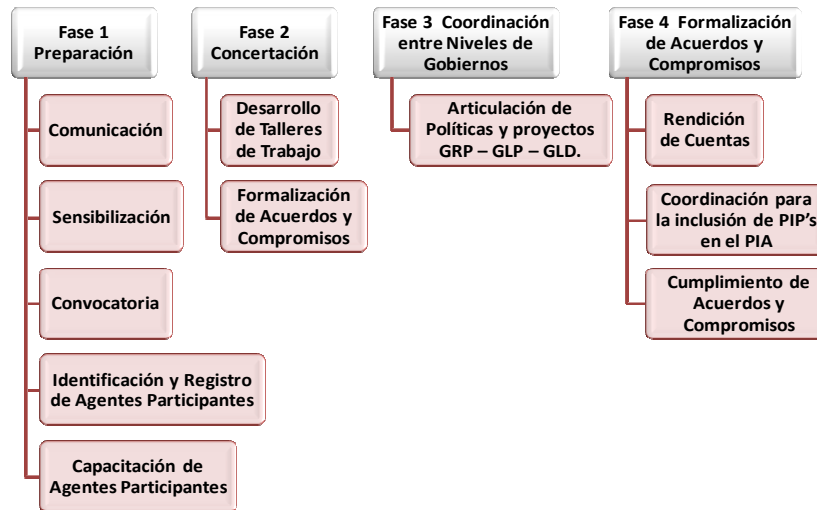 Fase 1
Preparación
Comunicación
Sensibilización
Convocatoria
Identificación y Registro
de Agentes Participantes
Capacitación de
Agentes Participantes
Fase 2
Concertación
Desarrollo
de Talleres
de Trabajo
Formalización
de Acuerdos y
Compromisos
Fase 3 Coordinación
entre Niveles de
Gobiernos
Articulación de
Políticas y proyectos
GRP – GLP – GLD.
Fase 4 Formalización
de Acuerdos y
Compromisos
Rendición
de Cuentas
Coordinación para
la inclusión de PIP's
en el PIA
Cumplimiento de
Acuerdos y
Compromisos